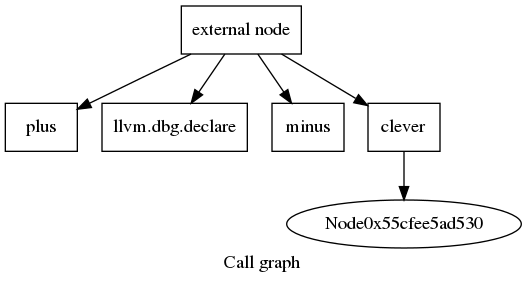 external node
plus
llvm.dbg.declare
minus
clever
Node0x55cfee5ad530
Call graph